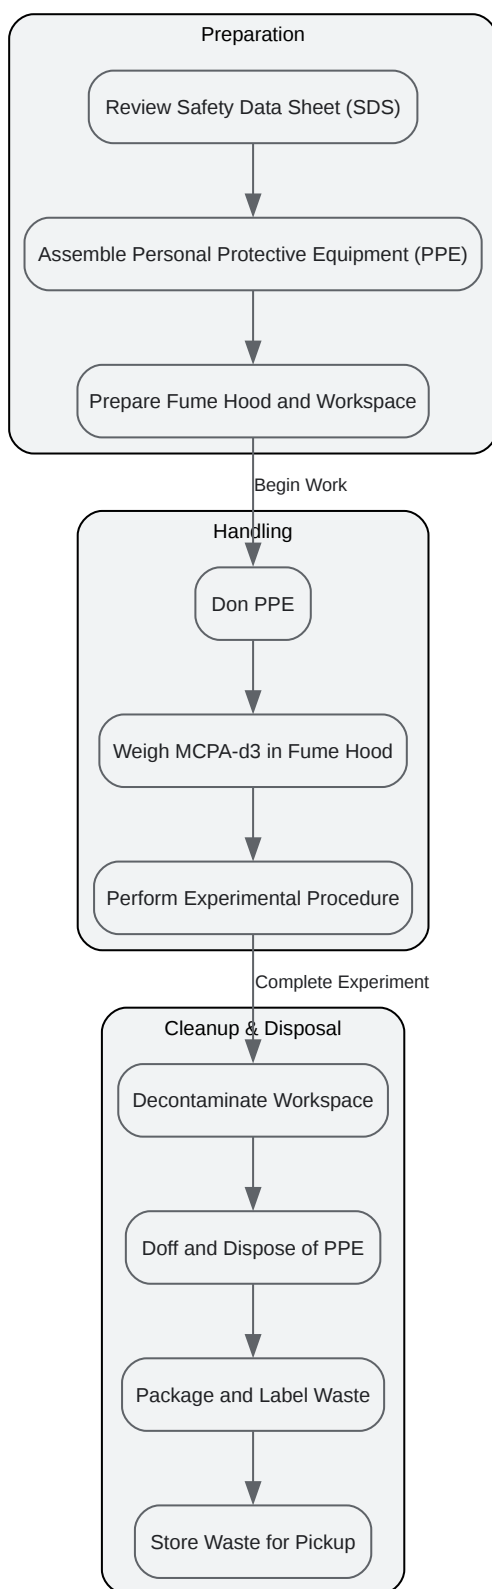 Preparation
Review Safety Data Sheet (SDS)
Assemble Personal Protective Equipment (PPE)
Prepare Fume Hood and Workspace
Begin Work
Handling
Don PPE
Weigh MCPA-d3 in Fume Hood
Perform Experimental Procedure
Complete Experiment
Cleanup & Disposal
Decontaminate Workspace
Doff and Dispose of PPE
Package and Label Waste
Store Waste for Pickup